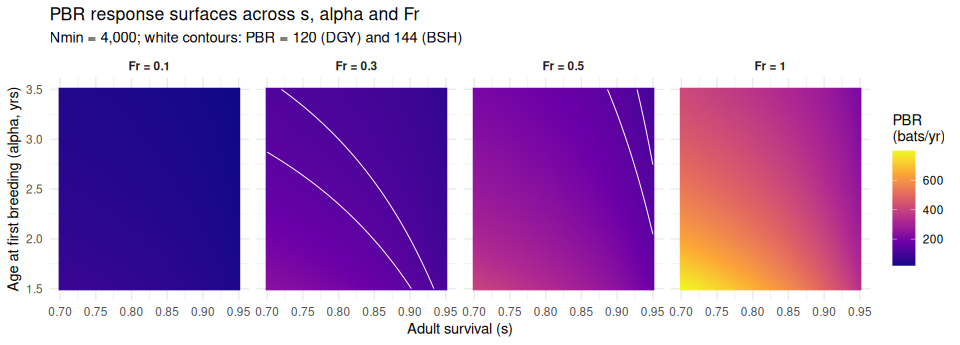 PBR response surfaces across s, alpha and Fr
Nmin = 4,000; white contours: PBR = 120 (DGY) and 144 (BSH)
Fr = 0.1 Fr = 0.3 Fr = 0.5 Fr = 1
Age at first breeding (alpha, yrs)
3.5
3.0
2.5
2.0
1.5
0.70 0.75 0.80 0.85 0.90 0.95 0.70 0.75 0.80 0.85 0.90 0.95 0.70 0.75 0.80 0.85 0.90 0.95 0.70 0.75 0.80 0.85 0.90 0.95
Adult survival (s)
PBR
(bats/yr)
600
400
200